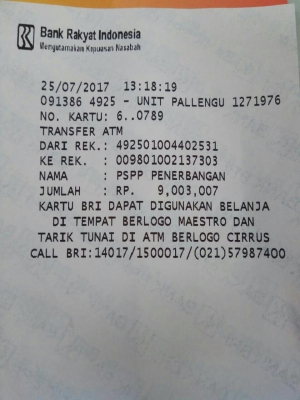 Bank Rakyat Indonesia
Mengutamakan Kepuasan Nasabah
25/07/2017 13:18:19
091386 4925 - UNIT PALLENGU 1271976
NO. KARTU: 6..0789
TRANSFER ATM
DARI REK.: 492501004402531
KE REK. : 009801002137303
NAMA : PSPP PENERBANGAN
JUMLAH : RP. 9,003,007
KARTU BRI DAPAT DIGUNAKAN BELANJA
DI TEMPAT BERLOGO MAESTRO DAN
TARIK TUNAI DI ATM BERLOGO CIRRUS
CALL BRI:14017/1500017/(021)57987400